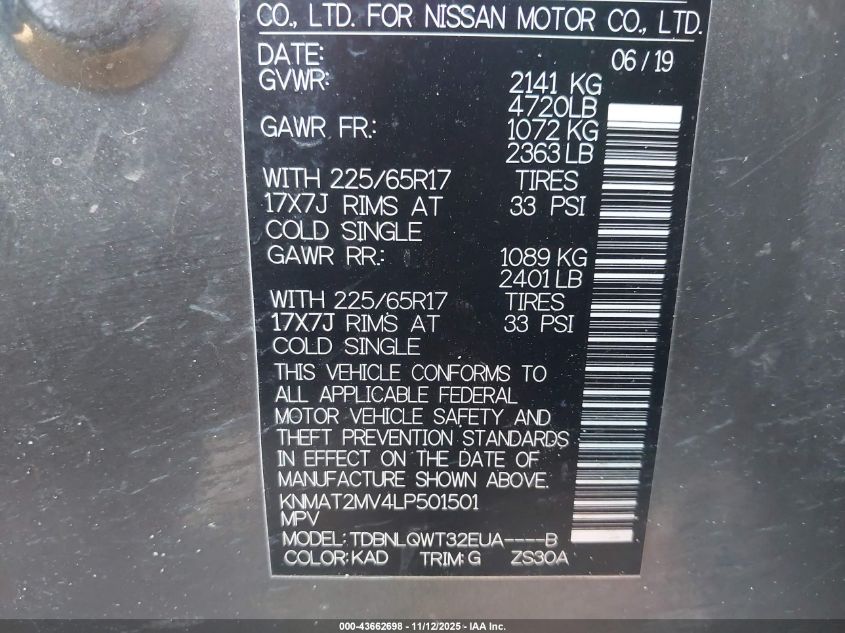 CO., LTD. FOR NISSAN MOTOR CO., LTD.
DATE: 06/19
GVWR: 2141 KG
4720LB
GAWR FR.: 1072 KG
2363 LB
WITH 225/65R17 TIRES
17X7J RIMS AT 33 PSI
COLD SINGLE
GAWR RR.: 1089 KG
2401 LB
WITH 225/65R17 TIRES
17X7J RIMS AT 33 PSI
COLD SINGLE
THIS VEHICLE CONFORMS TO
ALL APPLICABLE FEDERAL
MOTOR VEHICLE SAFETY AND
THEFT PREVENTION STANDARDS
IN EFFECT ON THE DATE OF
MANUFACTURE SHOWN ABOVE.
KNMAT2MV4LP501501
MPV
MODEL: TDBNLQWT32EUA----B
COLOR: KAD TRIM: G ZS30A
000-43662698 - 11/12/2025 - IAA Inc.